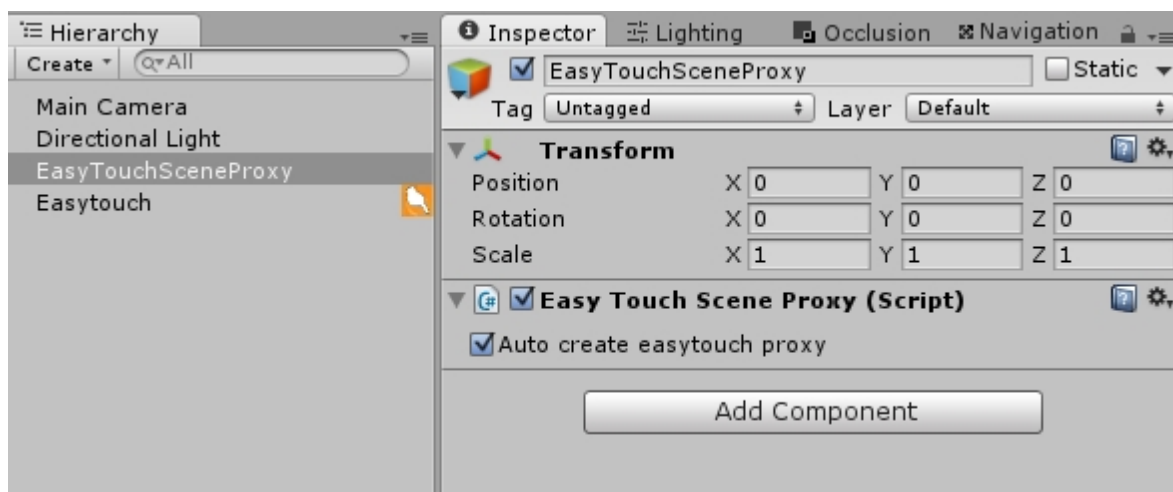 Hierarchy
Create All
Main Camera
Directional Light
EasyTouchSceneProxy
Easytouch
Inspector Lighting Occlusion Navigation
EasyTouchSceneProxy Static
Tag Untagged Layer Default
Transform
Position X 0 Y 0 Z 0
Rotation X 0 Y 0 Z 0
Scale X 1 Y 1 Z 1
C# Easy Touch Scene Proxy (Script)
Auto create easytouch proxy
Add Component